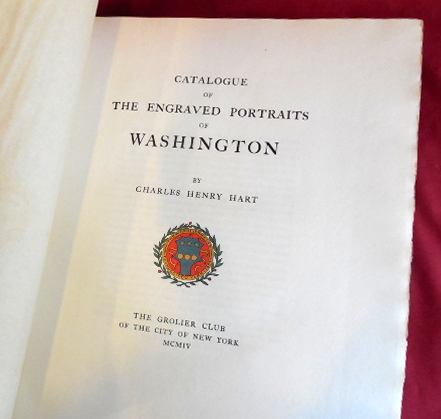 CATALOGUE
OF
THE ENGRAVED PORTRAITS
OF
WASHINGTON
BY
CHARLES HENRY HART
THE GROLIER CLUB
OF THE CITY OF NEW YORK
MCMIV